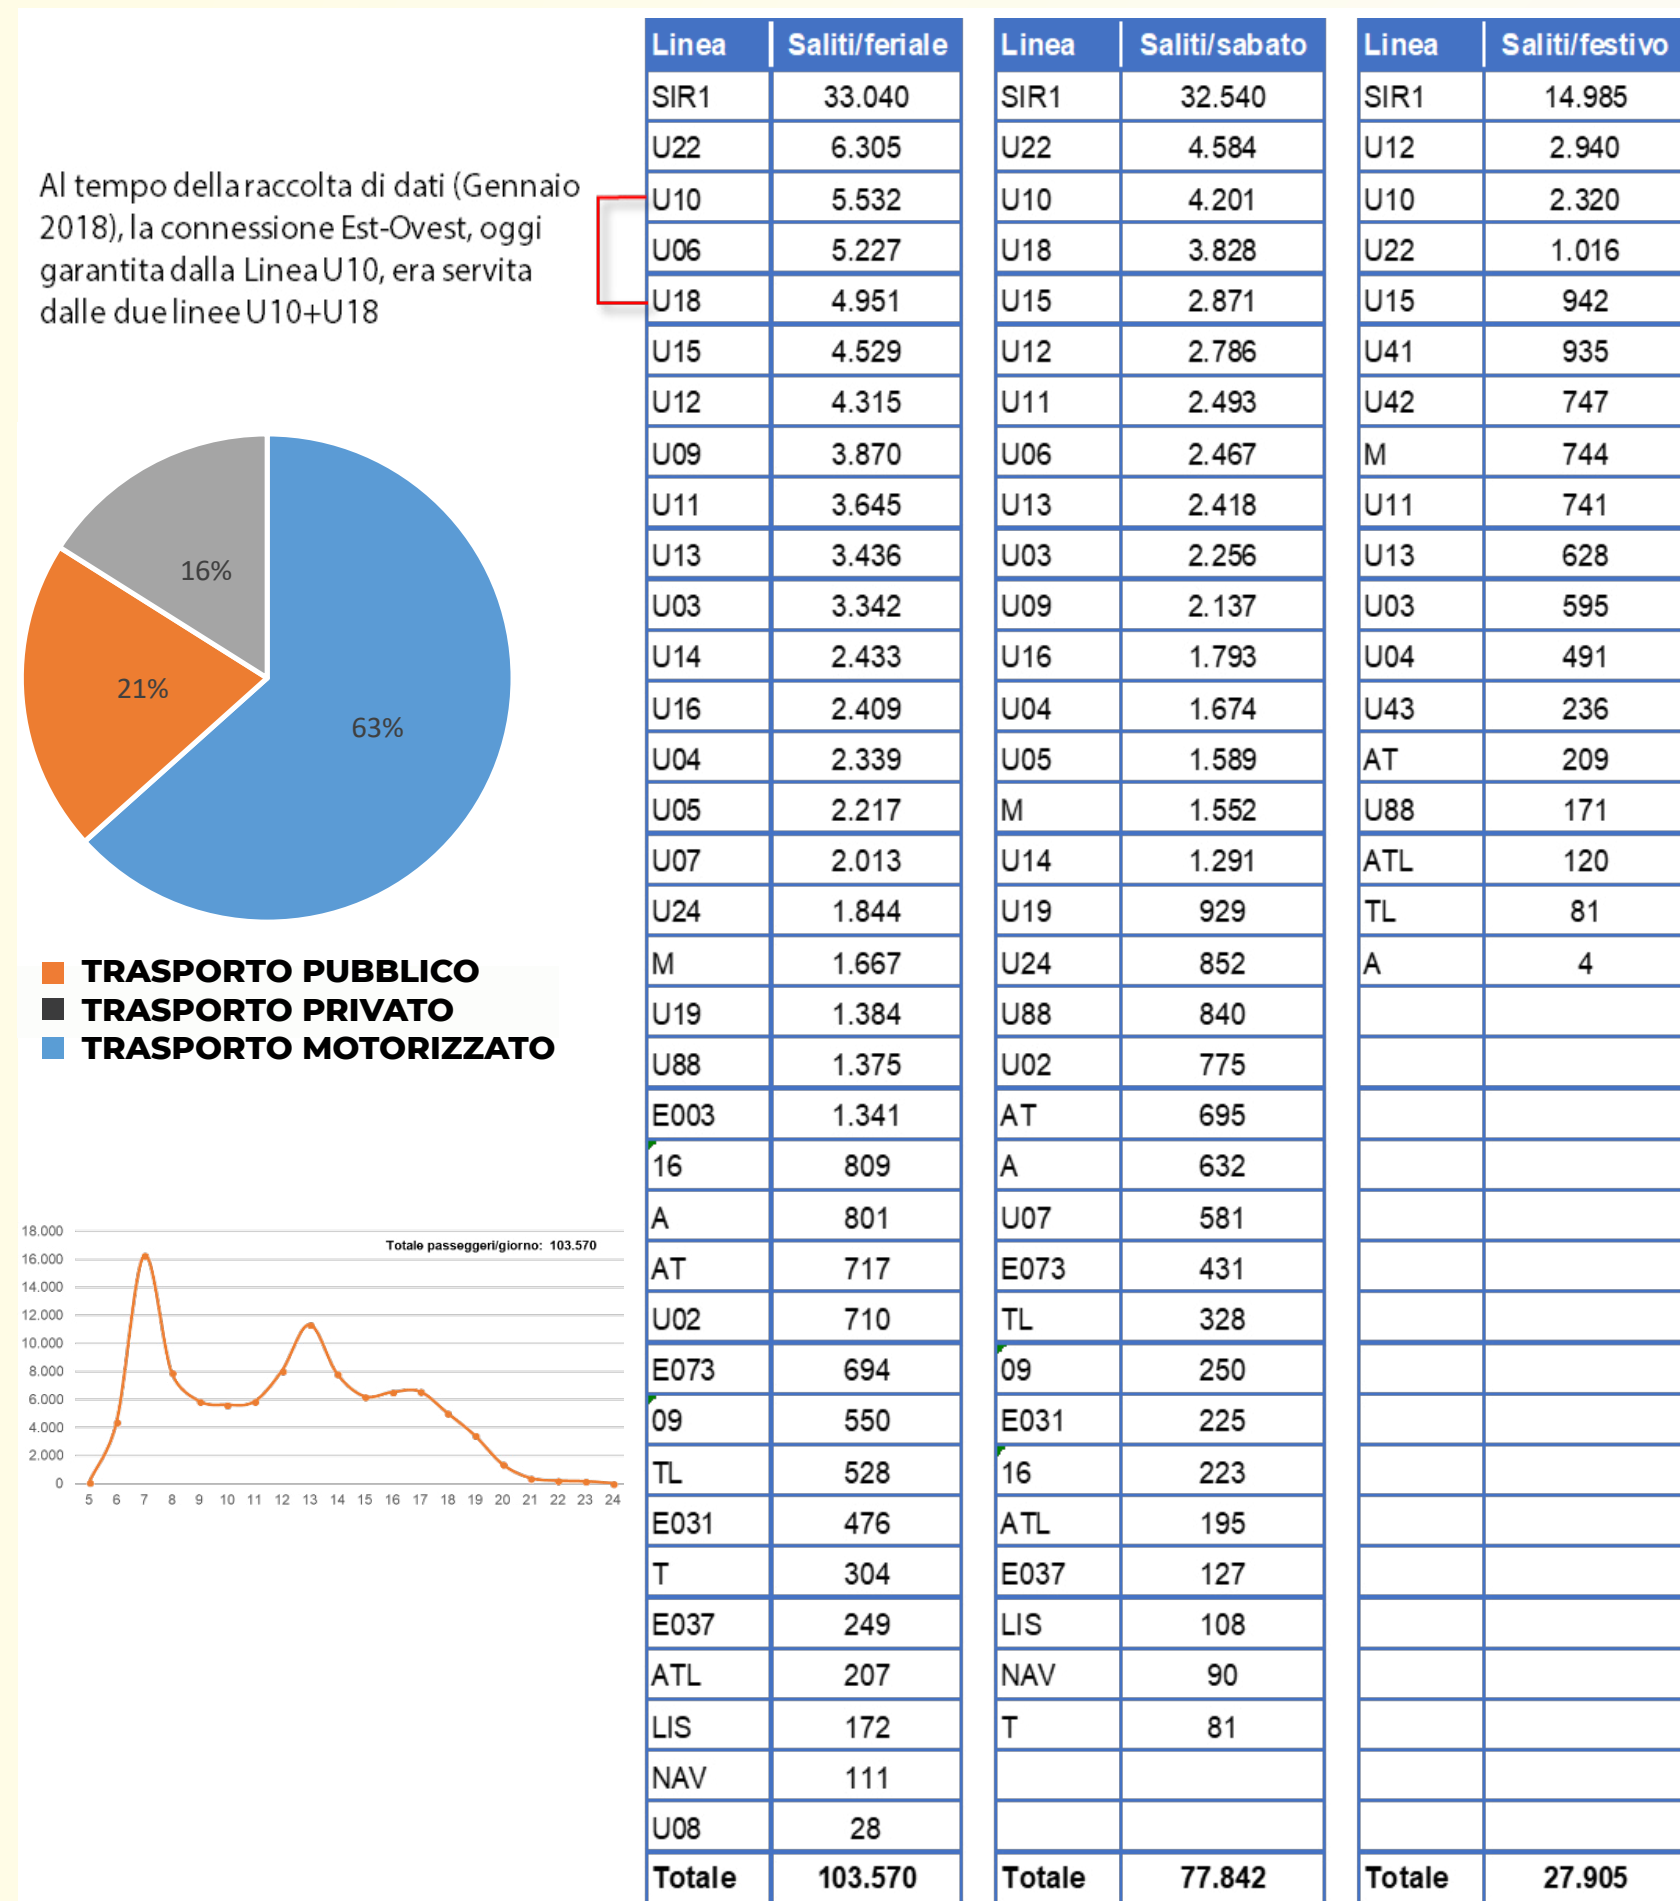 Al tempo della raccolta di dati (Gennaio
2018), la connessione Est-Ovest, oggi
garantita dalla Linea U10, era servita
dalle due linee U10+U18
16%
21%
63%
TRASPORTO PUBBLICO
TRASPORTO PRIVATO
TRASPORTO MOTORIZZATO
Totale passeggeri/giorno: 103.570
18.000
16.000
14.000
12.000
10.000
8.000
6.000
4.000
2.000
0
5 6 7 8 9 10 11 12 13 14 15 16 17 18 19 20 21 22 23 24
Linea Saliti/feriale
SIR1 33.040
U22 6.305
U10 5.532
U06 5.227
U18 4.951
U15 4.529
U12 4.315
U09 3.870
U11 3.645
U13 3.436
U03 3.342
U14 2.433
U16 2.409
U04 2.339
U05 2.217
U07 2.013
U24 1.844
M 1.667
U19 1.384
U88 1.375
E003 1.341
16 809
A 801
AT 717
U02 710
E073 694
09 550
TL 528
E031 476
T 304
E037 249
ATL 207
LIS 172
NAV 111
U08 28
Totale 103.570
Linea Saliti/sabato
SIR1 32.540
U22 4.584
U10 4.201
U18 3.828
U15 2.871
U12 2.786
U11 2.493
U06 2.467
U13 2.418
U03 2.256
U09 2.137
U16 1.793
U04 1.674
U05 1.589
M 1.552
U14 1.291
U19 929
U24 852
U88 840
U02 775
AT 695
A 632
U07 581
E073 431
TL 328
09 250
E031 225
16 223
ATL 195
E037 127
LIS 108
NAV 90
T 81
Totale 77.842
Linea Saliti/festivo
SIR1 14.985
U12 2.940
U10 2.320
U22 1.016
U15 942
U41 935
U42 747
M 744
U11 741
U13 628
U03 595
U04 491
U43 236
AT 209
U88 171
ATL 120
TL 81
A 4
Totale 27.905